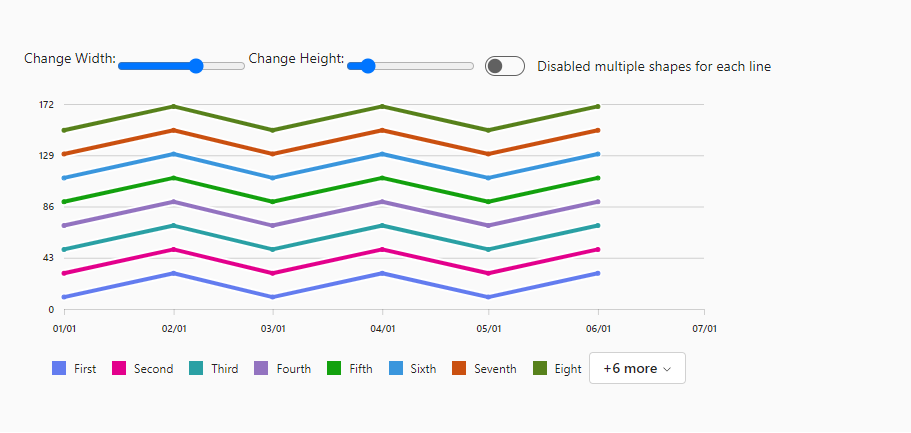 Change Width: Change Height: Disabled multiple shapes for each line
172
129
86
43
0
01/01 02/01 03/01 04/01 05/01 06/01 07/01
First Second Third Fourth Fifth Sixth Seventh Eight +6 more